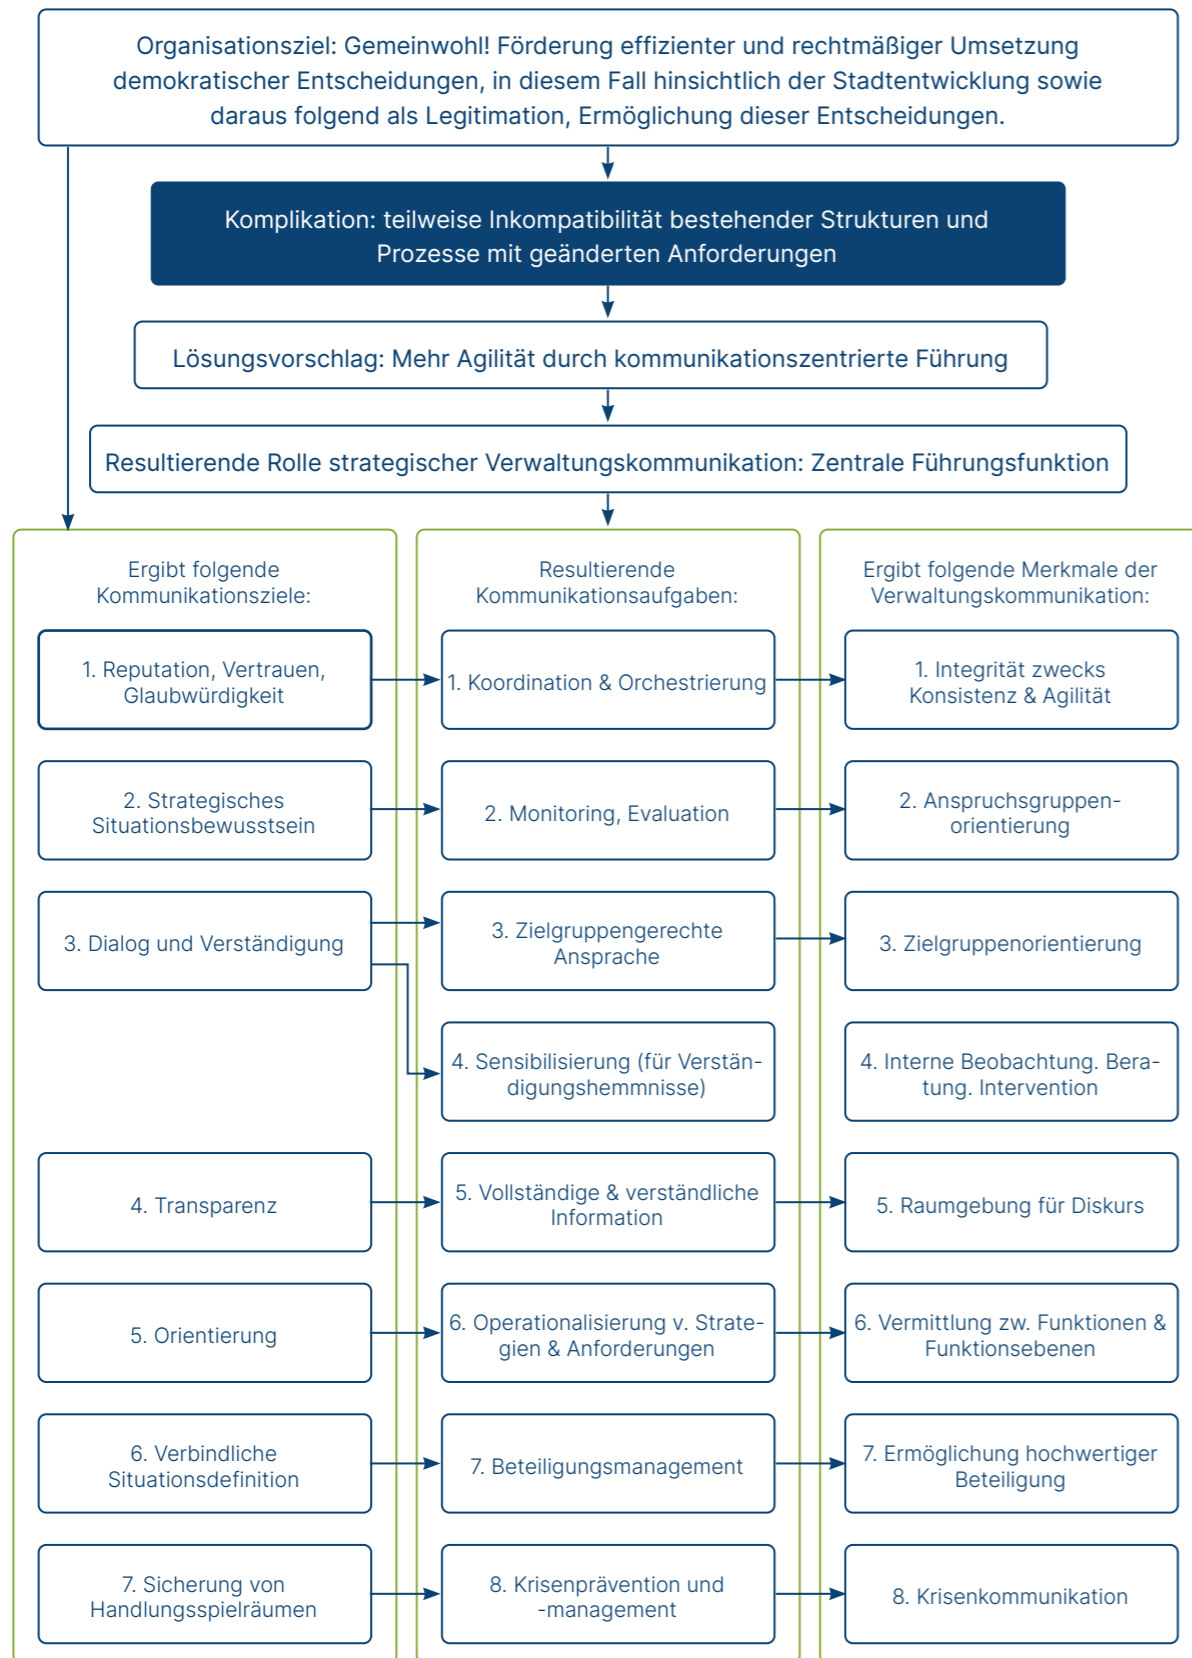 Organisationsziel: Gemeinwohl! Förderung effizienter und rechtmäßiger Umsetzung
demokratischer Entscheidungen, in diesem Fall hinsichtlich der Stadtentwicklung sowie
daraus folgend als Legitimation, Ermöglichung dieser Entscheidungen.
Komplikation: teilweise Inkompatibilität bestehender Strukturen und
Prozesse mit geänderten Anforderungen
Lösungsvorschlag: Mehr Agilität durch kommunikationszentrierte Führung
Resultierende Rolle strategischer Verwaltungskommunikation: Zentrale Führungsfunktion
Ergibt folgende
Kommunikationsziele:
1. Reputation, Vertrauen,
Glaubwürdigkeit
2. Strategisches
Situationsbewusstsein
3. Dialog und Verständigung
4. Transparenz
5. Orientierung
6. Verbindliche
Situationsdefinition
7. Sicherung von
Handlungsspielräumen
Resultierende
Kommunikationsaufgaben:
1. Koordination & Orchestrierung
2. Monitoring, Evaluation
3. Zielgruppengerechte
Ansprache
4. Sensibilisierung (für Verstän-
digungshemmnisse)
5. Vollständige & verständliche
Information
6. Operationalisierung v. Strate-
gien & Anforderungen
7. Beteiligungsmanagement
8. Krisenprävention und
-management
Ergibt folgende Merkmale der
Verwaltungskommunikation:
1. Integrität zwecks
Konsistenz & Agilität
2. Anspruchsgruppen-
orientierung
3. Zielgruppenorientierung
4. Interne Beobachtung. Bera-
tung. Intervention
5. Raumgebung für Diskurs
6. Vermittlung zw. Funktionen &
Funktionsebenen
7. Ermöglichung hochwertiger
Beteiligung
8. Krisenkommunikation